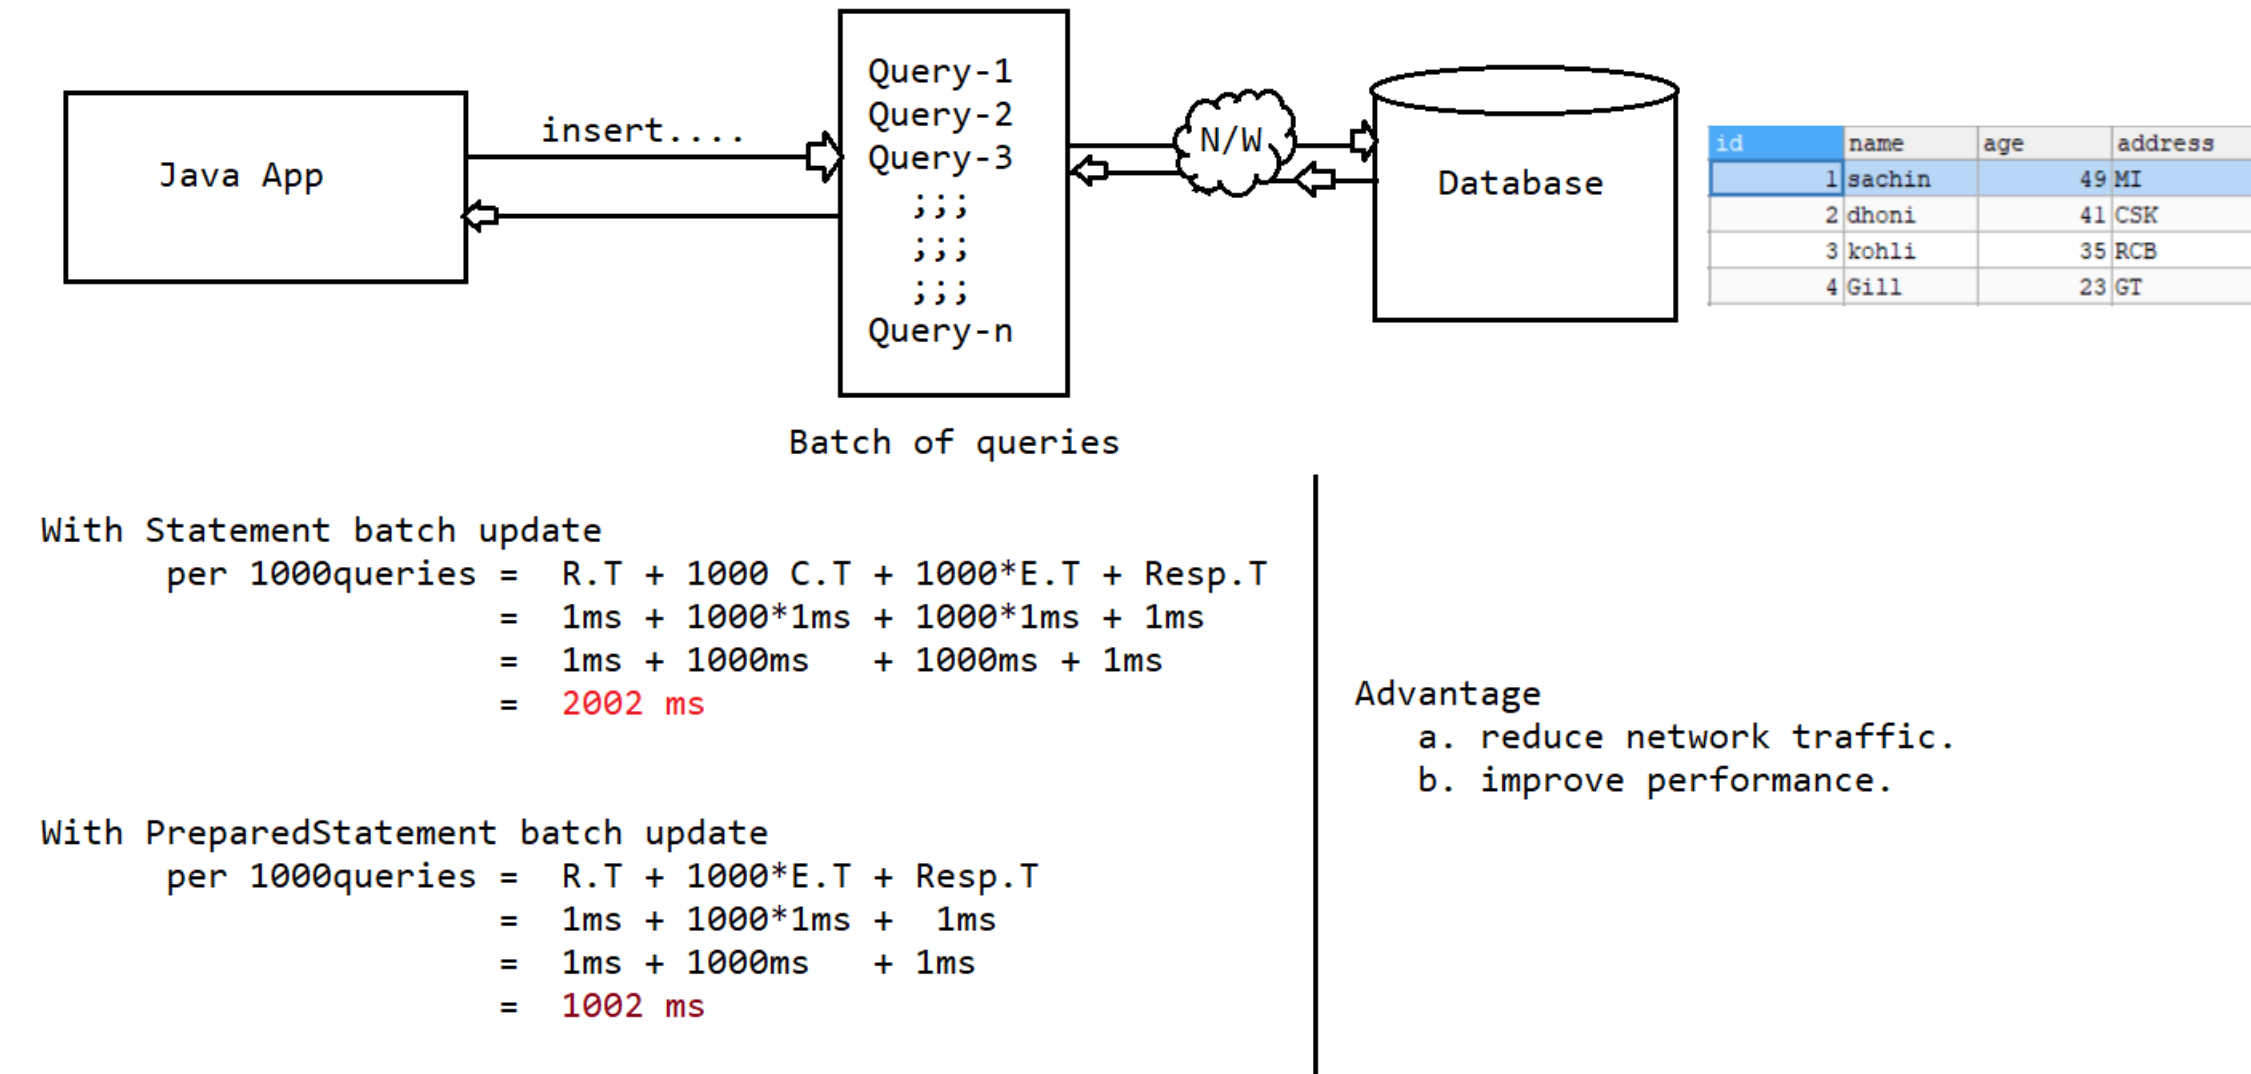 Java App
insert....
Query-1
Query-2
Query-3
;;;
;;;
;;;
Query-n
N/W
Database
id name age address
1 sachin 49 MI
2 dhoni 41 CSK
3 kohli 35 RCB
4 Gill 23 GT
Batch of queries
With Statement batch update
per 1000queries = R.T + 1000 C.T + 1000*E.T + Resp.T
= 1ms + 1000*1ms + 1000*1ms + 1ms
= 1ms + 1000ms + 1000ms + 1ms
= 2002 ms
With PreparedStatement batch update
per 1000queries = R.T + 1000*E.T + Resp.T
= 1ms + 1000*1ms + 1ms
= 1ms + 1000ms + 1ms
= 1002 ms
Advantage
a. reduce network traffic.
b. improve performance.